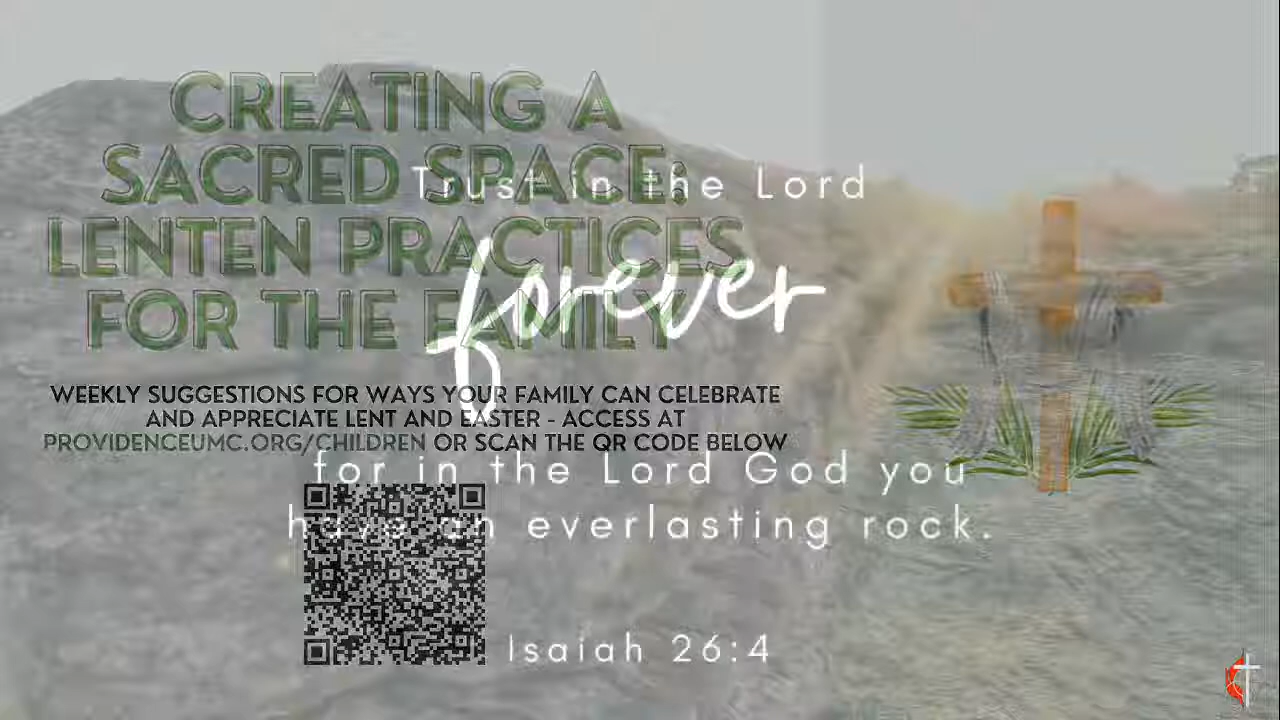 CREATING A
SACRED SPACE:
LENTEN PRACTICES
FOR THE FAMILY
WEEKLY SUGGESTIONS FOR WAYS YOUR FAMILY CAN CELEBRATE
AND APPRECIATE LENT AND EASTER - ACCESS AT
PROVIDENCEUMC.ORG/CHILDREN OR SCAN THE QR CODE BELOW
Trust in the Lord
forever
for in the Lord God you
have an everlasting rock.
Isaiah 26:4